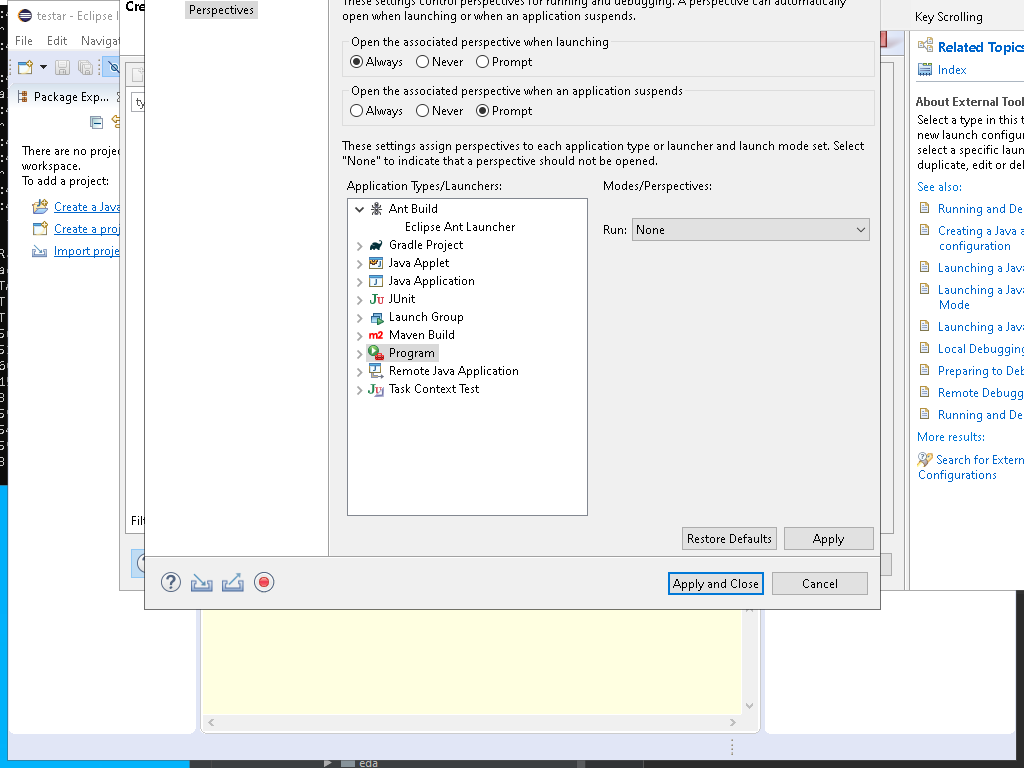 testar - Eclipse I
File Edit Navigat
Package Exp...
There are no proje
workspace.
To add a project:
Create a Java
Create a proj
Import proje
Cre
ty
Filt
Perspectives
These settings control perspectives for running and debugging. A perspective can automatically
open when launching or when an application suspends.
Open the associated perspective when launching
Always Never Prompt
Open the associated perspective when an application suspends
Always Never Prompt
These settings assign perspectives to each application type or launcher and launch mode set. Select
"None" to indicate that a perspective should not be opened.
Application Types/Launchers:
Modes/Perspectives:
Ant Build
Eclipse Ant Launcher
Gradle Project
Java Applet
Java Application
JUnit
Launch Group
Maven Build
Program
Remote Java Application
Task Context Test
Run: None
Restore Defaults Apply
Apply and Close Cancel
Key Scrolling
Related Topics
Index
About External Tool
Select a type in this t
new launch configur
select a specific laun
duplicate, edit or del
See also:
Running and De
Creating a Java a
configuration
Launching a Java
Launching a Java
Mode
Launching a Java
Local Debugging
Preparing to Deb
Remote Debugg
Running and De
More results:
Search for Extern
Configurations
eda